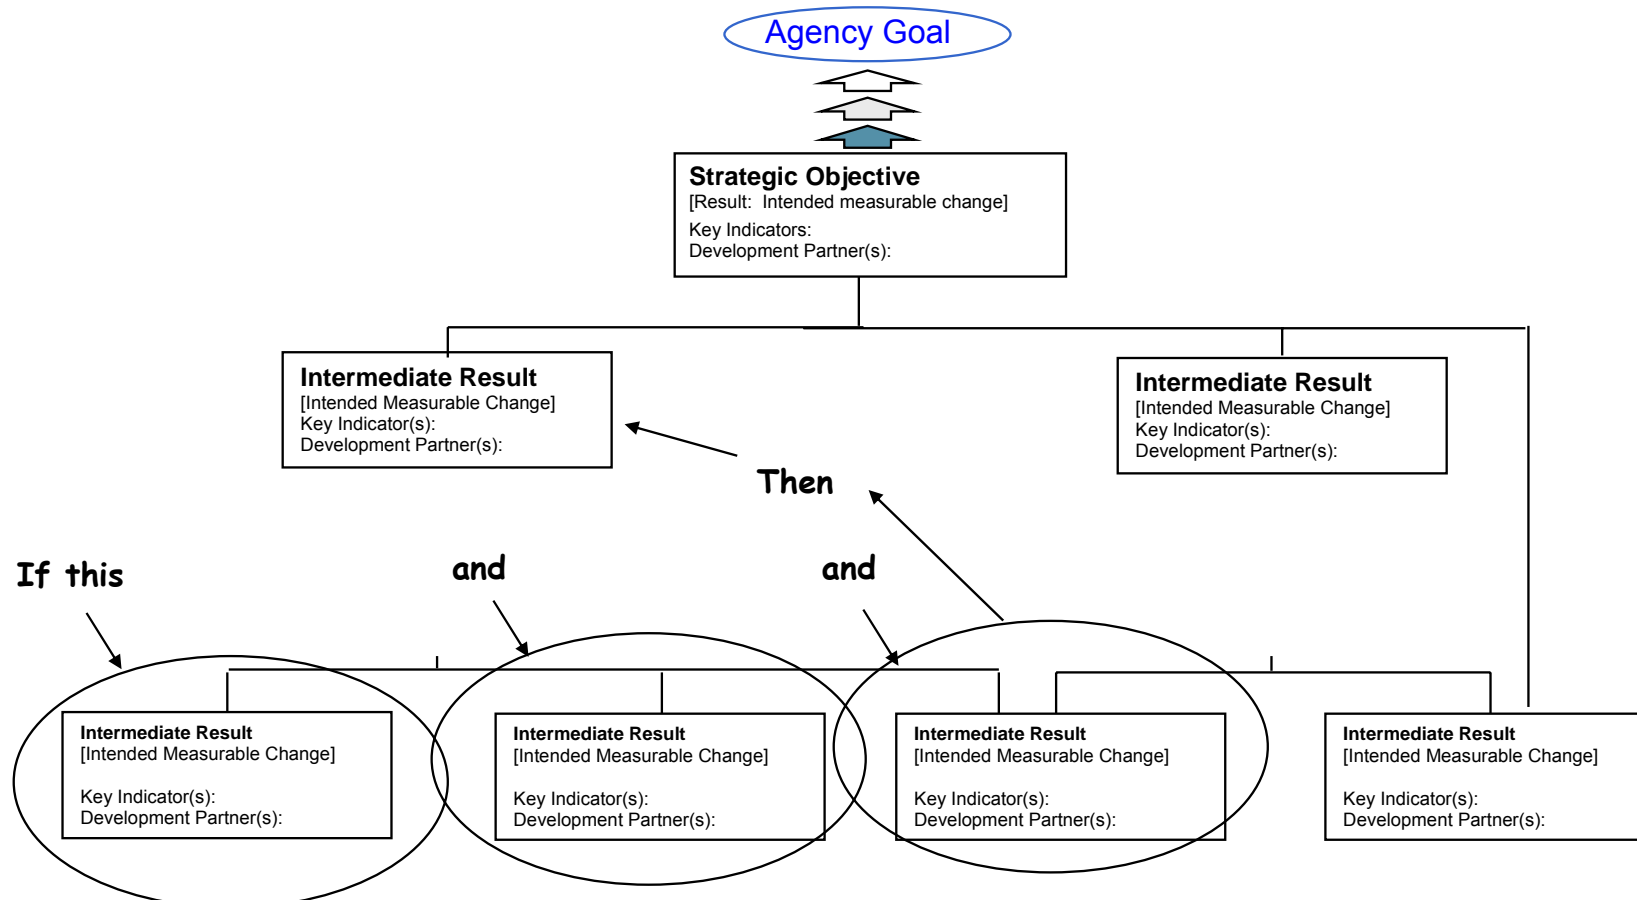 Agency Goal
Strategic Objective
[Result:  Intended measurable change]
Key Indicators:
Development Partner(s):
Intermediate Result
[Intended Measurable Change]
Key Indicator(s):
Development Partner(s):
Intermediate Result
[Intended Measurable Change]
Key Indicator(s):
Development Partner(s):
Then
If this
and
and
Intermediate Result
[Intended Measurable Change]
Key Indicator(s):
Development Partner(s):
Intermediate Result
[Intended Measurable Change]
Key Indicator(s):
Development Partner(s):
Intermediate Result
[Intended Measurable Change]
Key Indicator(s):
Development Partner(s):
Intermediate Result
[Intended Measurable Change]
Key Indicator(s):
Development Partner(s):